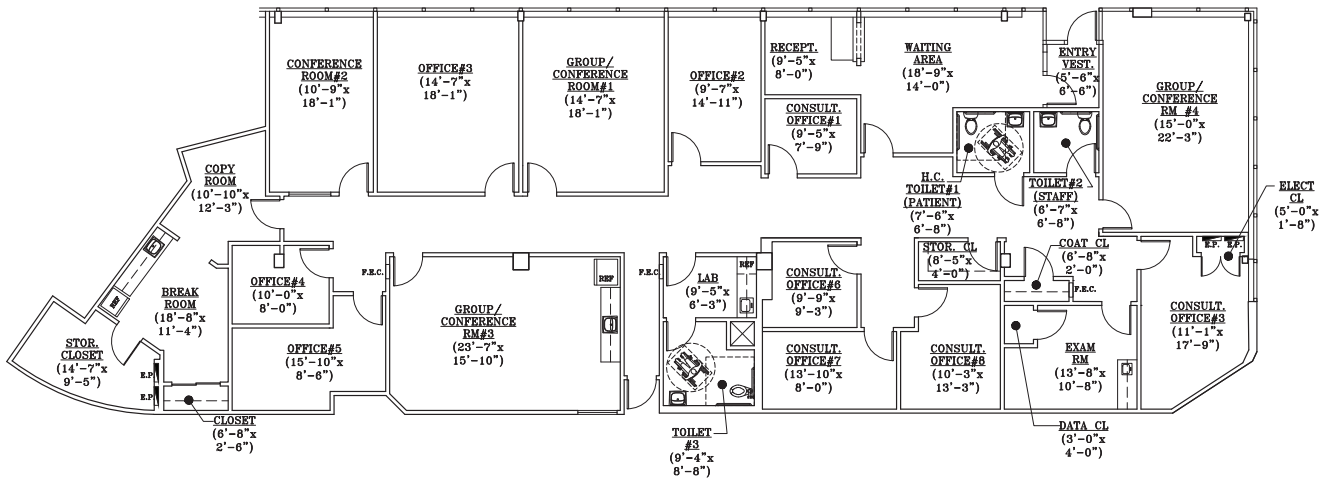 CONFERENCE
ROOM#2
(10'-9"x
18'-1")
OFFICE#3
(14'-7"x
18'-1")
GROUP/
CONFERENCE
ROOM#1
(14'-7"x
18'-1")
OFFICE#2
(9'-7"x
14'-11")
RECEPT.
(9'-5"x
8'-0")
WAITING
AREA
(18'-9"x
14'-0")
ENTRY
VEST.
(5'-6"x
6'-6")
GROUP/
CONFERENCE
RM #4
(15'-0"x
22'-3")
CONSULT.
OFFICE#1
(9'-5"x
7'-9")
COPY
ROOM
(10'-10"x
12'-3")
H.C.
TOILET#1
(PATIENT)
(7'-6"x
6'-8")
TOILET#2
(STAFF)
(6'-7"x
6'-8")
ELECT
CL
(5'-0"x
1'-8")
E.P.
E.P.
STOR. CL
(8'-5"x
4'-0")
COAT CL
(6'-8"x
2'-0")
F.E.C.
REF
BREAK
ROOM
(18'-8"x
11'-4")
OFFICE#4
(10'-0"x
8'-0")
F.E.C.
GROUP/
CONFERENCE
RM#3
(23'-7"x
15'-10")
REF
F.E.C
LAB
(9'-5"x
6'-3")
REF
CONSULT.
OFFICE#6
(9'-9"x
9'-3")
CONSULT.
OFFICE#3
(11'-1"x
17'-9")
STOR.
CLOSET
(14'-7"x
9'-5")
E.P
E.P.
OFFICE#5
(15'-10"x
8'-6")
CONSULT.
OFFICE#7
(13'-10"x
8'-0")
CONSULT.
OFFICE#8
(10'-3"x
13'-3")
EXAM
RM
(13'-8"x
10'-8")
CLOSET
(6'-8"x
2'-6")
TOILET
#3
(9'-4"x
8'-8")
DATA CL
(3'-0"x
4'-0")